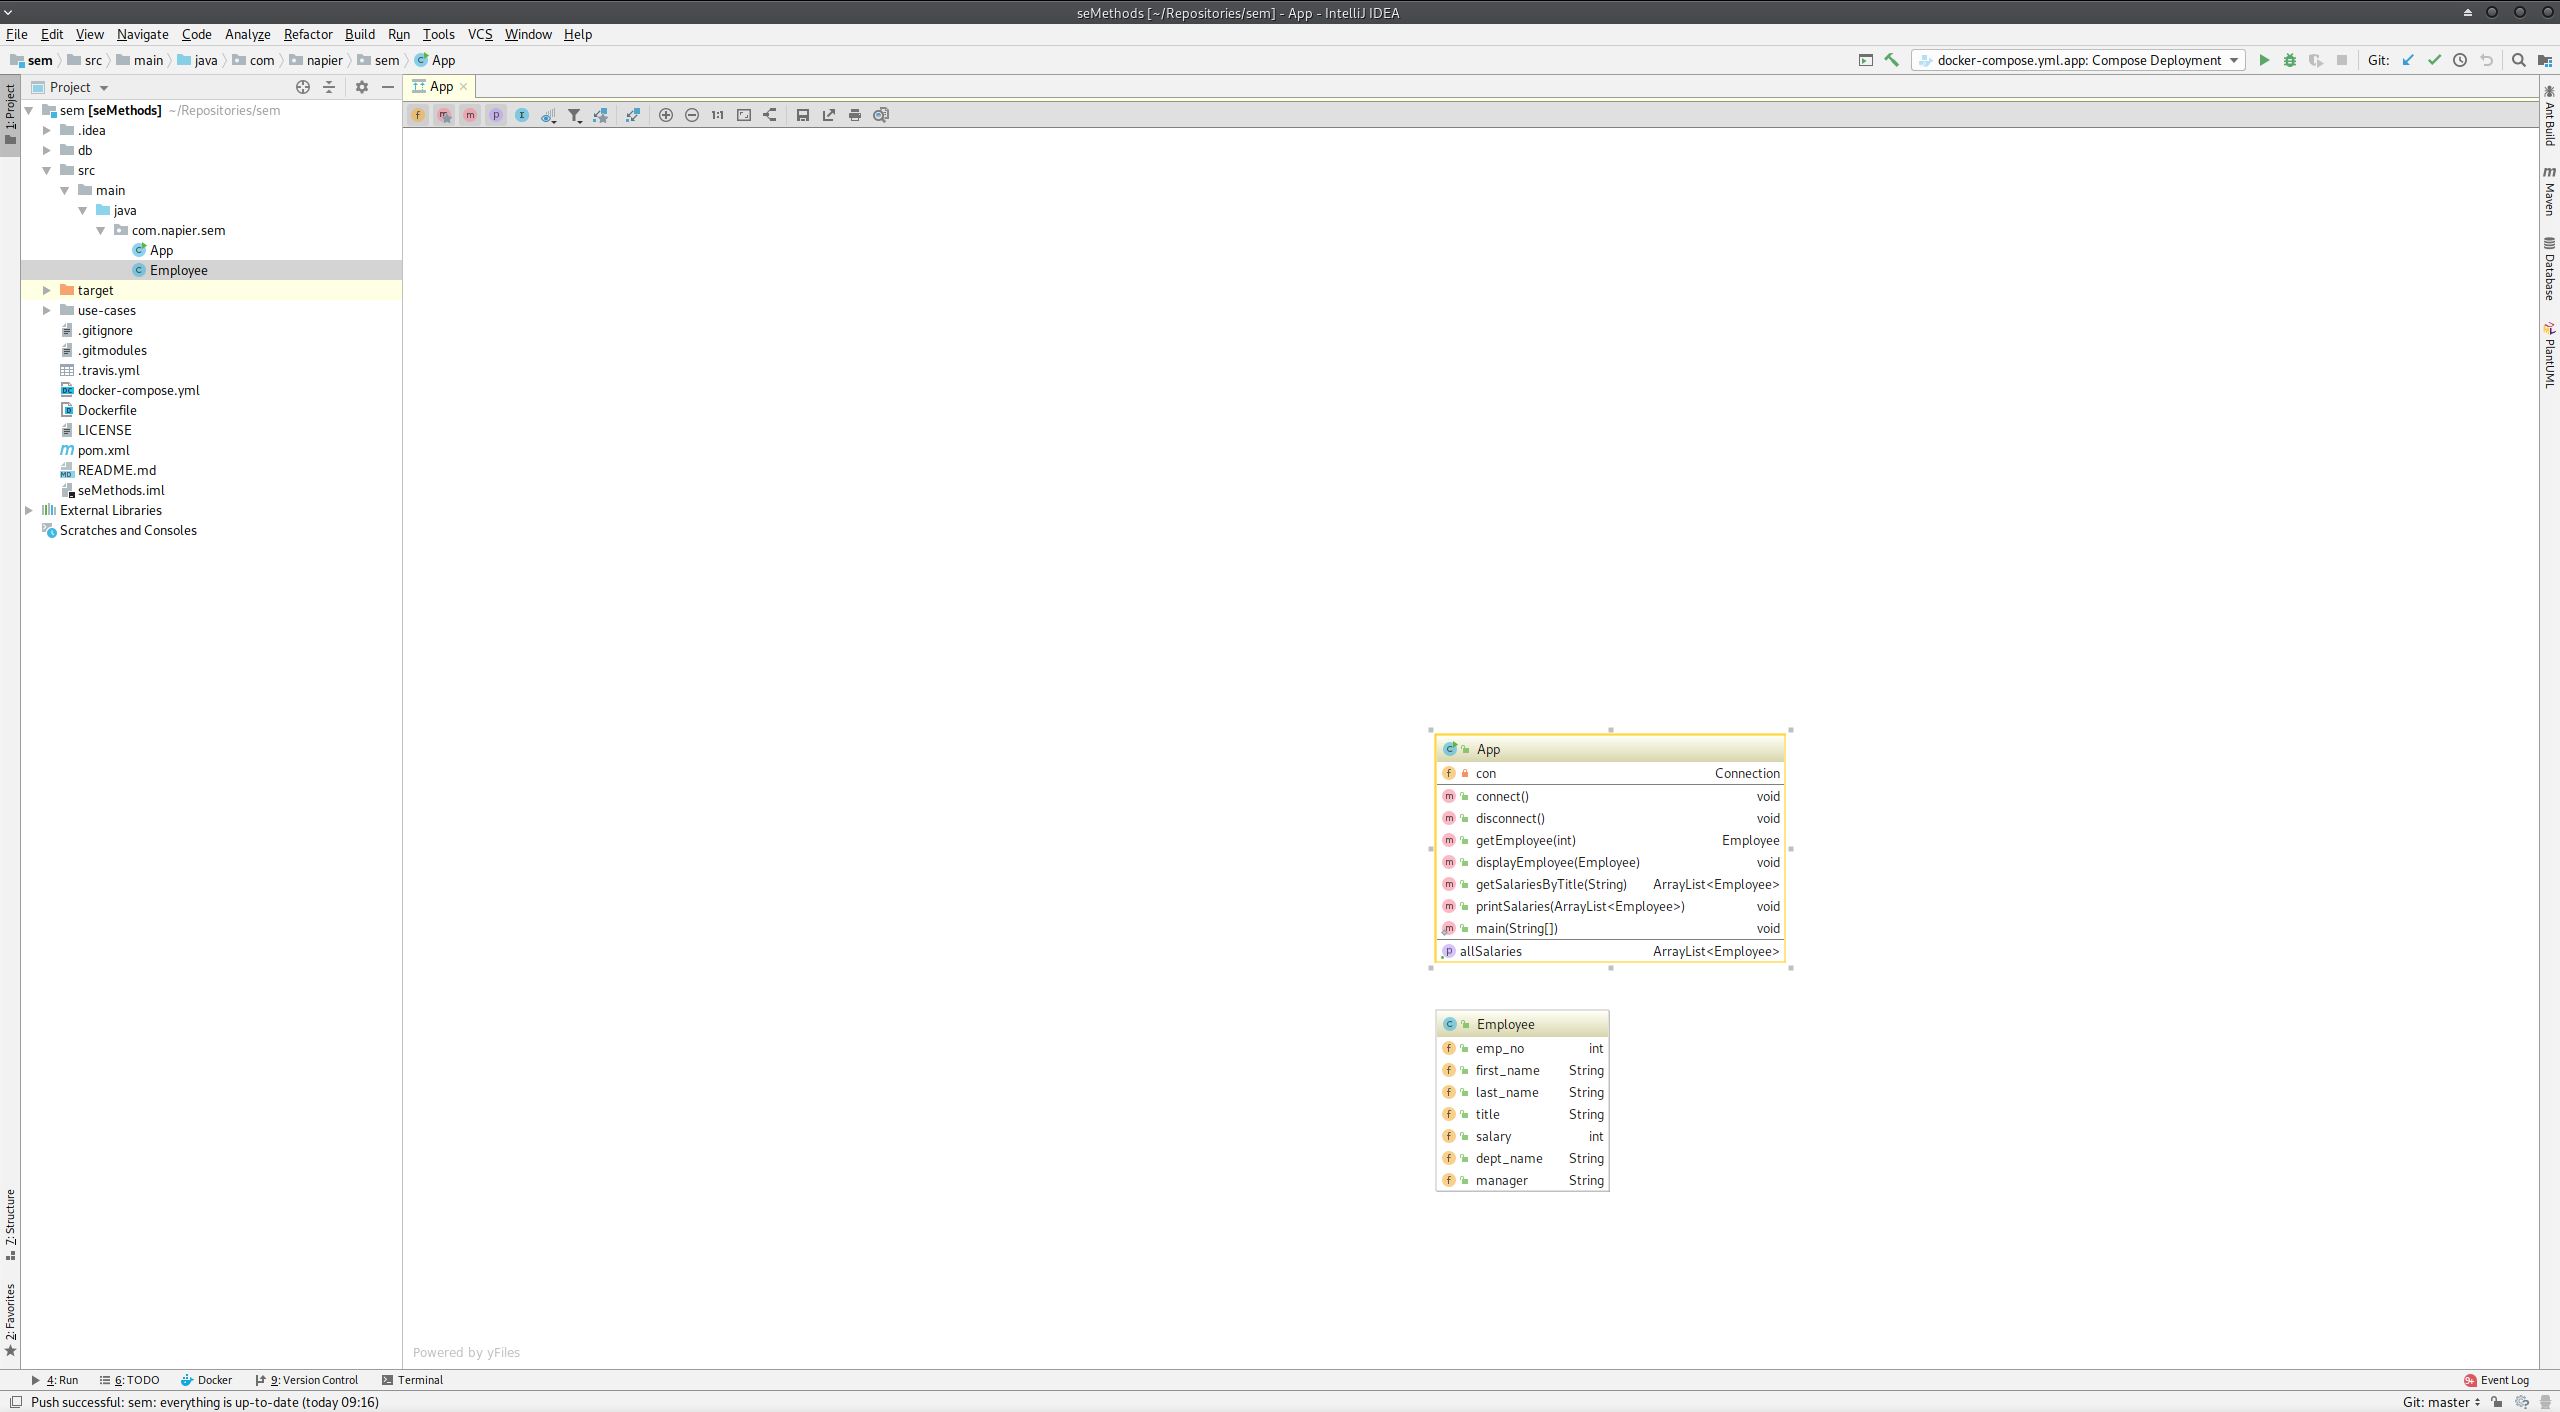 seMethods [~/Repositories/sem] - App - IntelliJ IDEA
File Edit View Navigate Code Analyze Refactor Build Run Tools VCS Window Help
sem src main java com napier sem App
docker-compose.yml.app: Compose Deployment
Git:
1: Project
Project
App
sem [seMethods] ~/Repositories/sem
.idea
db
src
main
java
com.napier.sem
App
Employee
target
use-cases
.gitignore
.gitmodules
.travis.yml
docker-compose.yml
Dockerfile
LICENSE
pom.xml
README.md
seMethods.iml
External Libraries
Scratches and Consoles
7: Structure
2: Favorites
1:1
App
con Connection
connect() void
disconnect() void
getEmployee(int) Employee
displayEmployee(Employee) void
getSalariesByTitle(String) ArrayList<Employee>
printSalaries(ArrayList<Employee>) void
main(String[]) void
allSalaries ArrayList<Employee>
Employee
emp_no int
first_name String
last_name String
title String
salary int
dept_name String
manager String
Powered by yFiles
Ant Build
Maven
Database
PlantUML
4: Run 6: TODO Docker 9: Version Control Terminal
9+ Event Log
Push successful: sem: everything is up-to-date (today 09:16)
Git: master